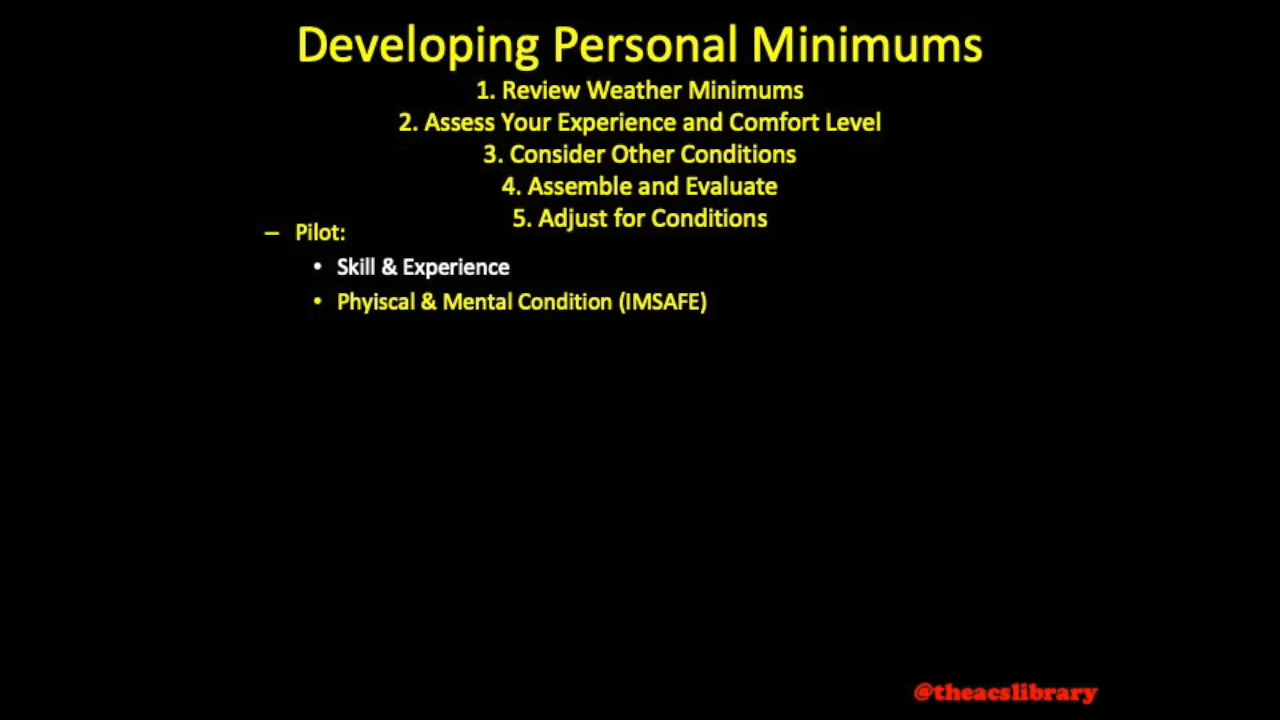 Developing Personal Minimums
1. Review Weather Minimums
2. Assess Your Experience and Comfort Level
3. Consider Other Conditions
4. Assemble and Evaluate
5. Adjust for Conditions
– Pilot:
• Skill & Experience
• Phyiscal & Mental Condition (IMSAFE)
@theacslibrary